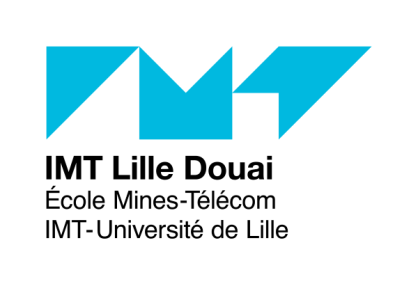 IMT Lille Douai
École Mines-Télécom
IMT-Université de Lille